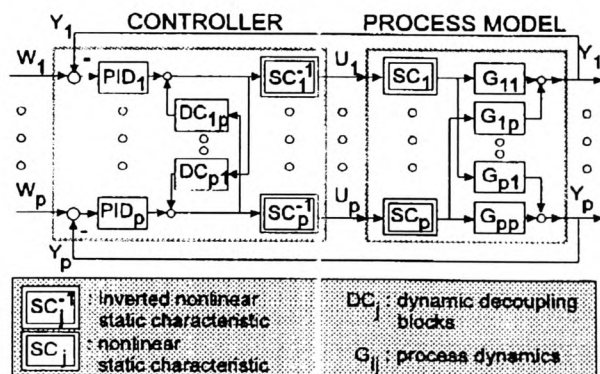 CONTROLLER PROCESS MODEL
Y1 Y1
W1 - PID1 SC1^-1 U1 SC1 G11
DC1p G1p
DCp1 Gp1
Wp - PIDp SCp^-1 Up SCp Gpp Yp
Yp
SCj^-1 : Inverted nonlinear static characteristic
SCj : nonlinear static characteristic
DCj : dynamic decoupling blocks
Gij : process dynamics